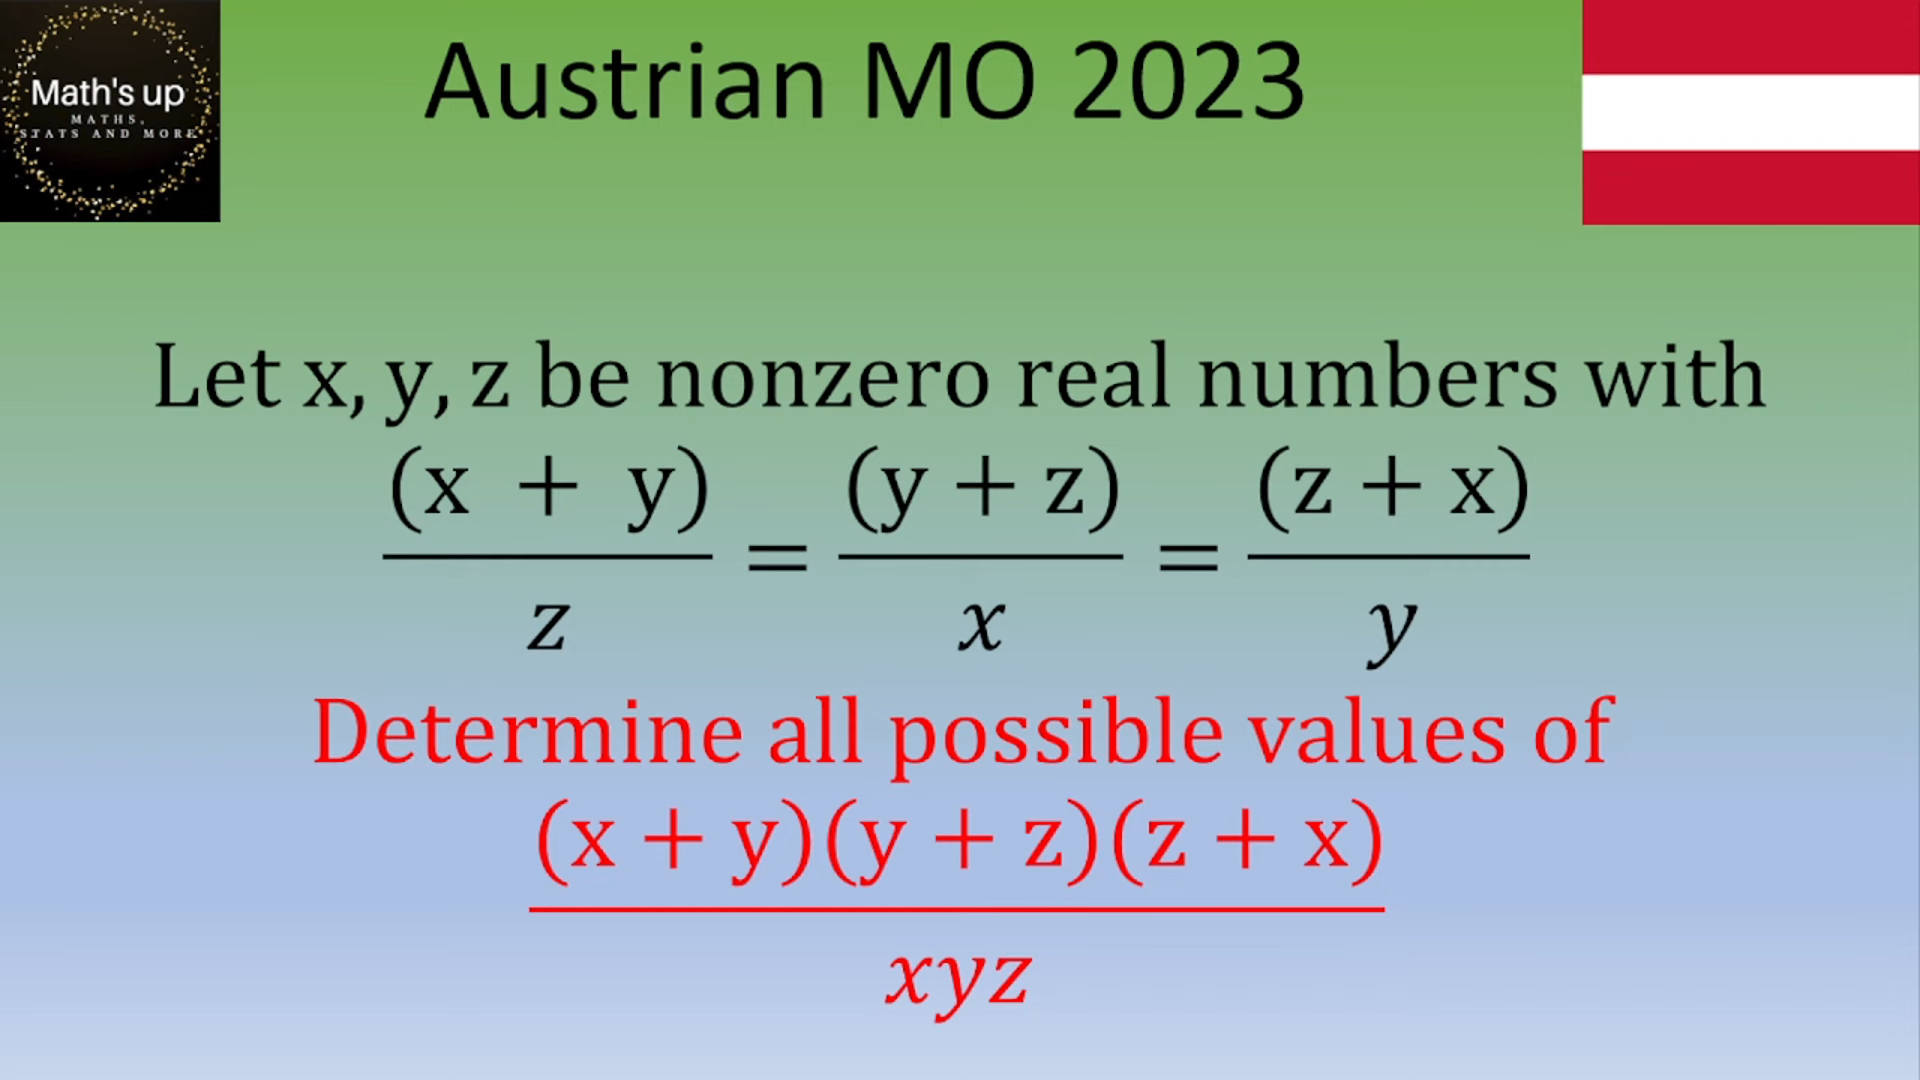 Math's up
MATHS,
STATS AND MORE
Austrian MO 2023
Let x, y, z be nonzero real numbers with
(x + y)/z = (y + z)/x = (z + x)/y
Determine all possible values of
(x + y)(y + z)(z + x)
xyz